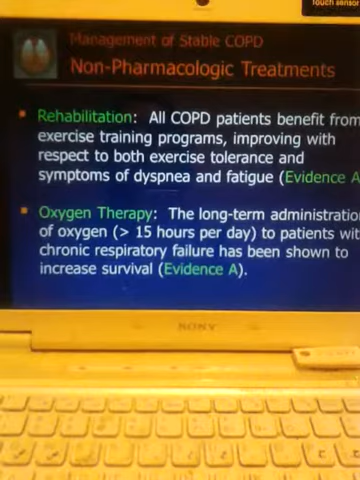 Touch sensor
Management of Stable COPD
Non-Pharmacologic Treatments
Rehabilitation: All COPD patients benefit from
exercise training programs, improving with
respect to both exercise tolerance and
symptoms of dyspnea and fatigue (Evidence A
Oxygen Therapy: The long-term administratio
of oxygen (> 15 hours per day) to patients wit
chronic respiratory failure has been shown to
increase survival (Evidence A).
SONY